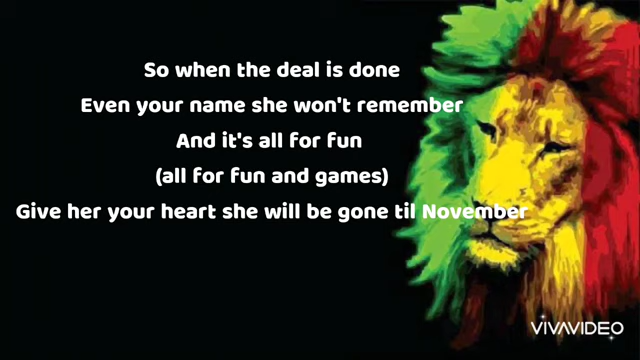 So when the deal is done
Even your name she won't remember
And it's all for fun
(all for fun and games)
Give her your heart she will be gone til November
VIVAVIDEO